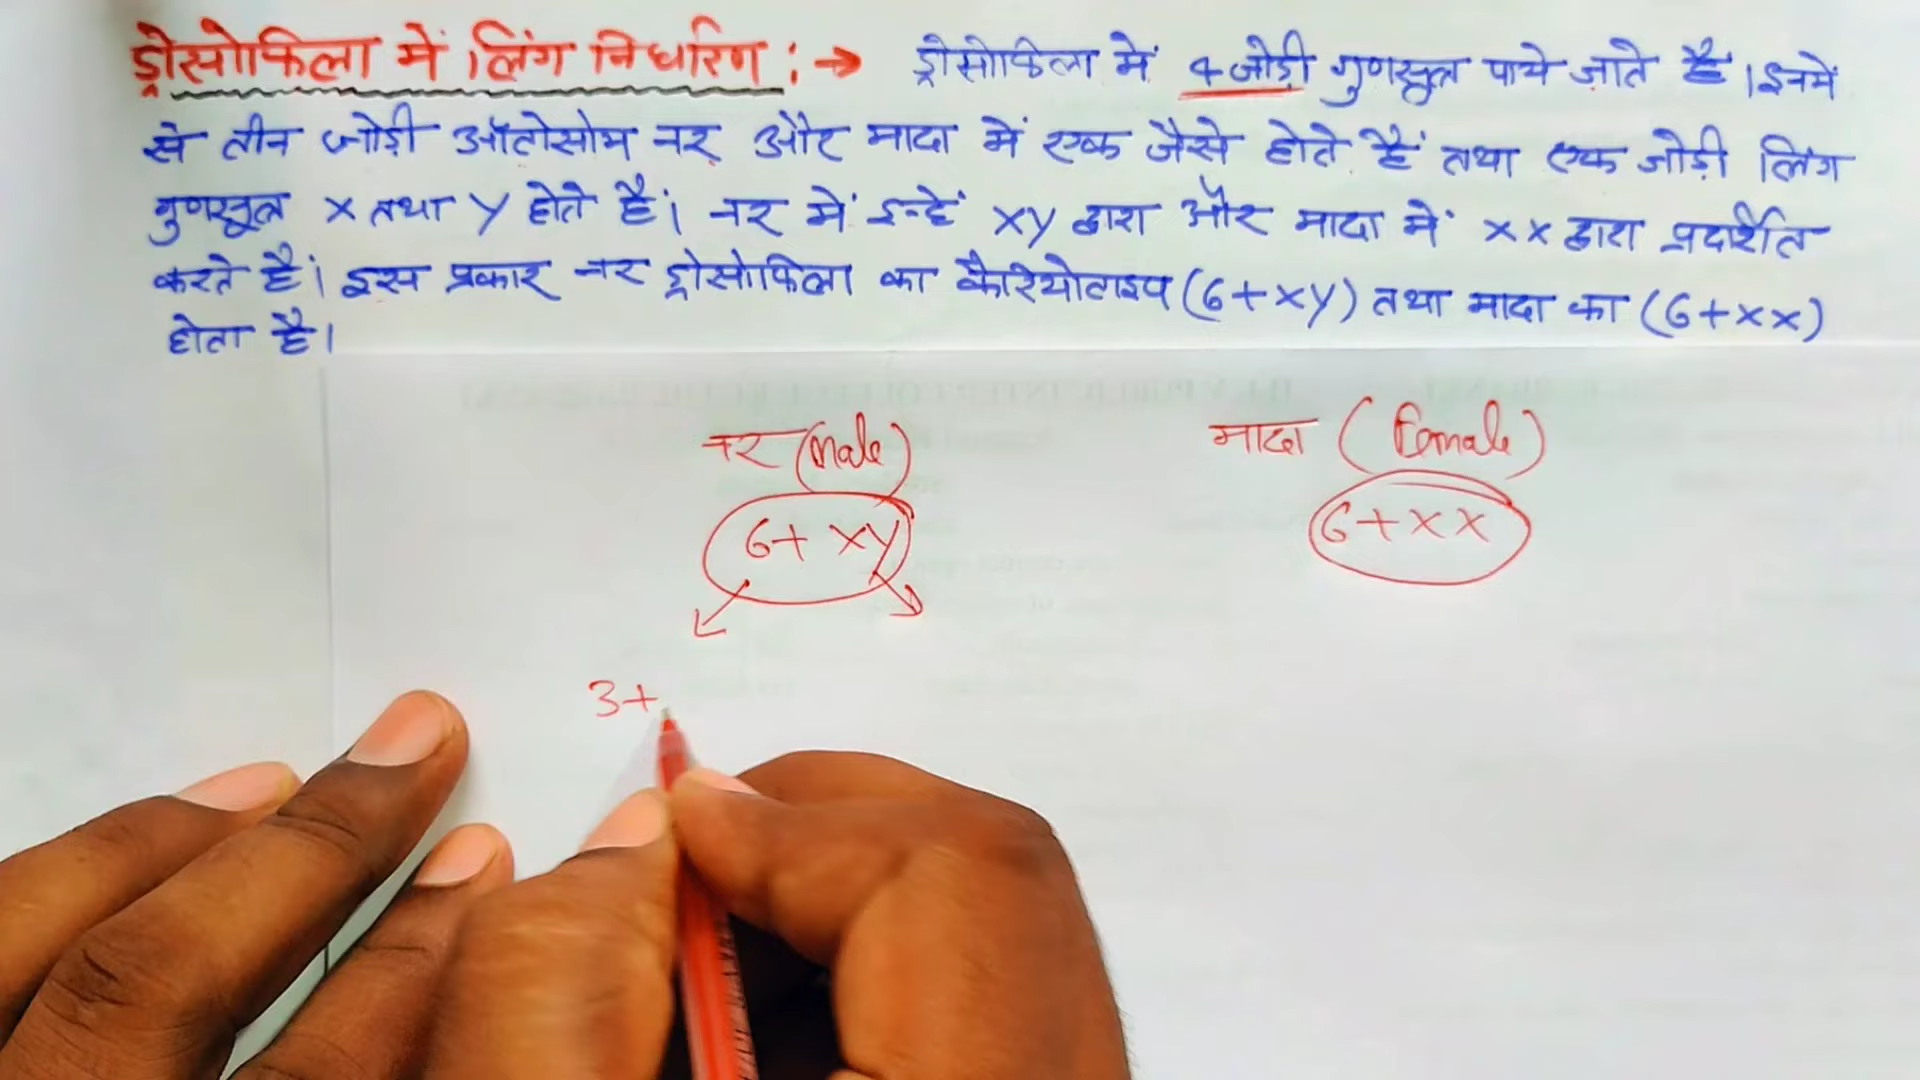 ड्रोसोफिला में लिंग निर्धारण :→ ड्रोसोफिला में 4 जोड़ी गुणसूत्र पाये जाते हैं। इनमें
से तीन जोड़ी ऑटोसोम नर और मादा में एक जैसे होते हैं तथा एक जोड़ी लिंग
गुणसूत्र X तथा Y होते हैं। नर में इन्हें XY द्वारा और मादा में XX द्वारा प्रदर्शित
करते हैं। इस प्रकार नर ड्रोसोफिला का कैरियोटाइप (6+XY) तथा मादा का (6+XX)
होता है।
नर (Male) मादा (Female)
6+ XY 6+XX
3+